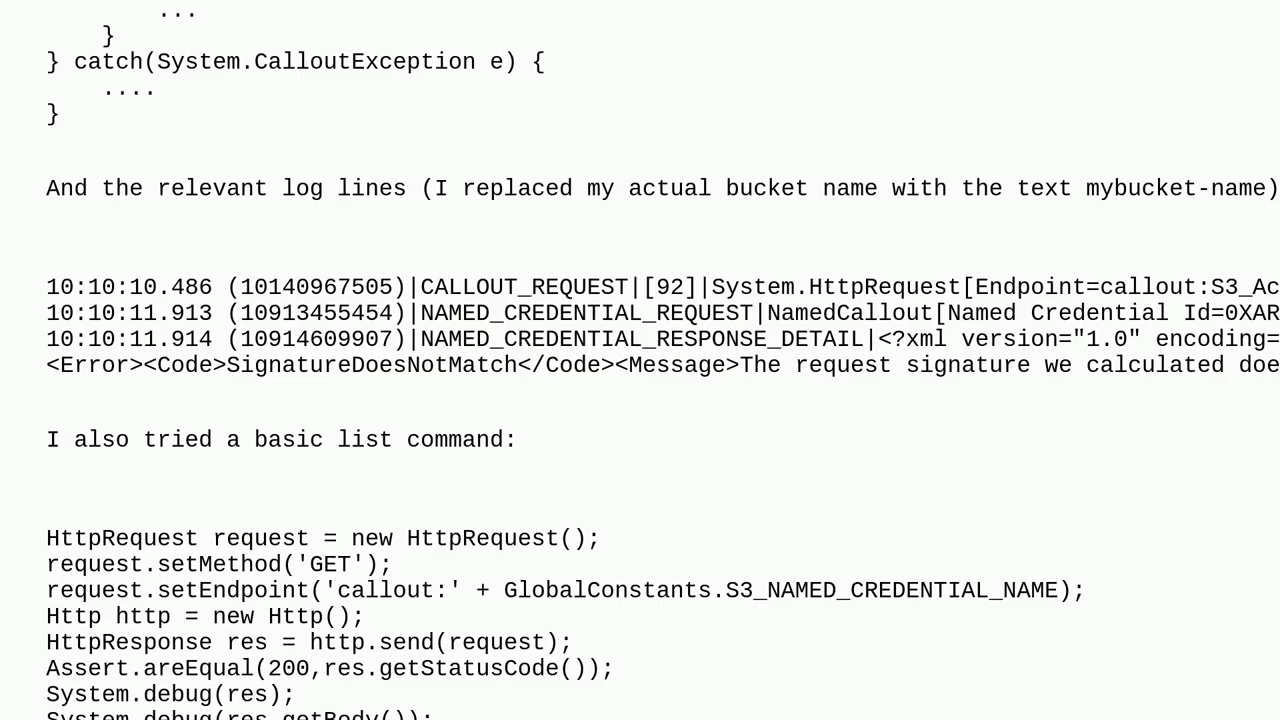 ...
}
} catch(System.CalloutException e) {
....
}
And the relevant log lines (I replaced my actual bucket name with the text mybucket-name)
10:10:10.486 (10140967505)|CALLOUT_REQUEST|[92]|System.HttpRequest[Endpoint=callout:S3_Ac
10:10:11.913 (10913455454)|NAMED_CREDENTIAL_REQUEST|NamedCallout[Named Credential Id=0XAR
10:10:11.914 (10914609907)|NAMED_CREDENTIAL_RESPONSE_DETAIL|<?xml version="1.0" encoding=
<Error><Code>SignatureDoesNotMatch</Code><Message>The request signature we calculated doe
I also tried a basic list command:
HttpRequest request = new HttpRequest();
request.setMethod('GET');
request.setEndpoint('callout:' + GlobalConstants.S3_NAMED_CREDENTIAL_NAME);
Http http = new Http();
HttpResponse res = http.send(request);
Assert.areEqual(200,res.getStatusCode());
System.debug(res);
System.debug(res.getBody());